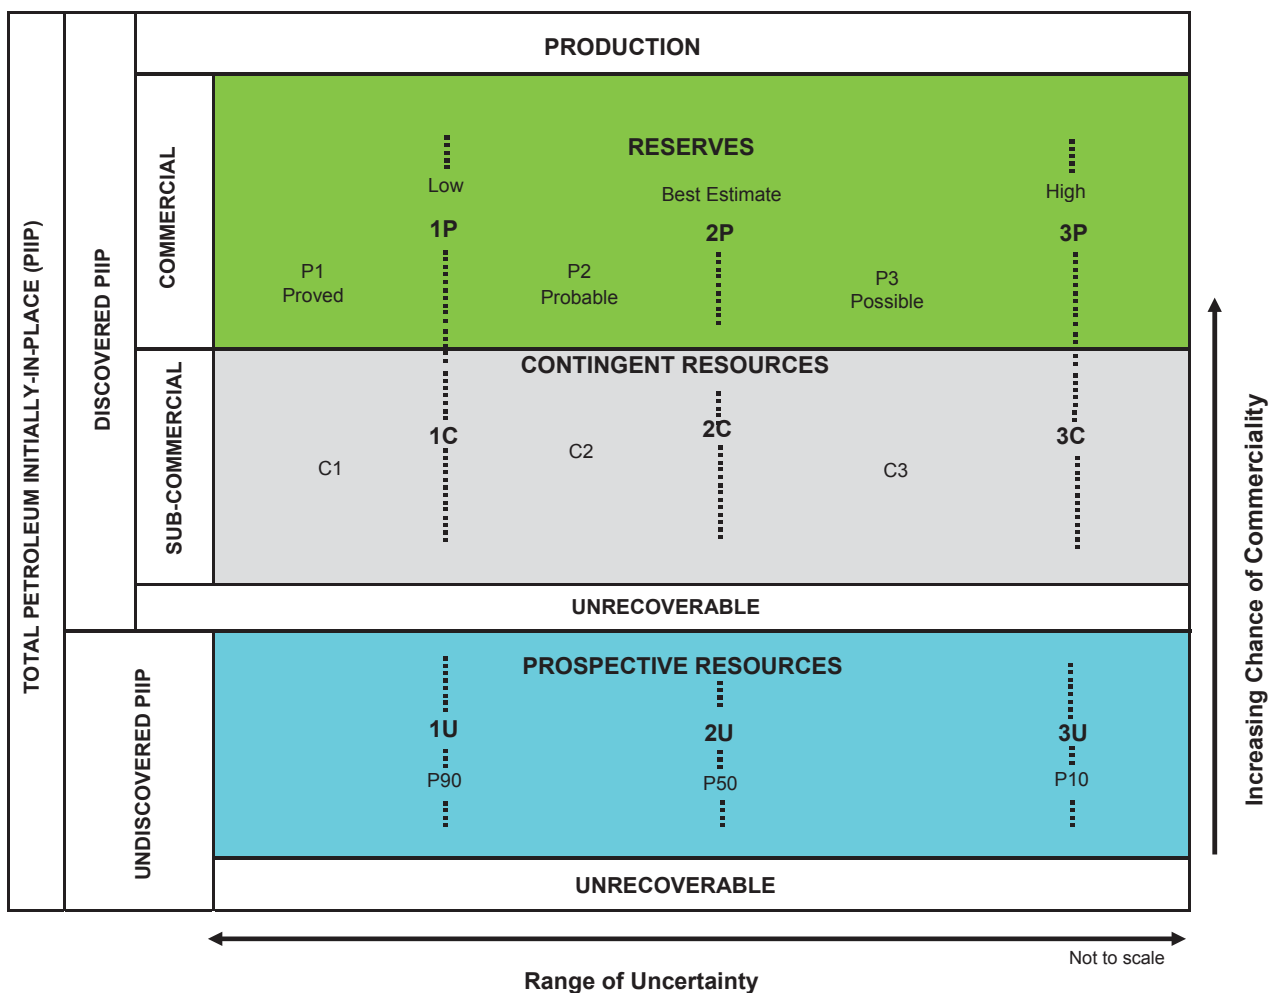 TOTAL PETROLEUM INITIALLY-IN-PLACE (PIIP)
DISCOVERED PIIP
UNDISCOVERED PIIP
COMMERCIAL
SUB-COMMERCIAL
PRODUCTION
RESERVES
Low
Best Estimate
High
1P
2P
3P
P1
Proved
P2
Probable
P3
Possible
CONTINGENT RESOURCES
1C
2C
3C
C1
C2
C3
UNRECOVERABLE
PROSPECTIVE RESOURCES
1U
2U
3U
P90
P50
P10
UNRECOVERABLE
Increasing Chance of Commerciality
Not to scale
Range of Uncertainty